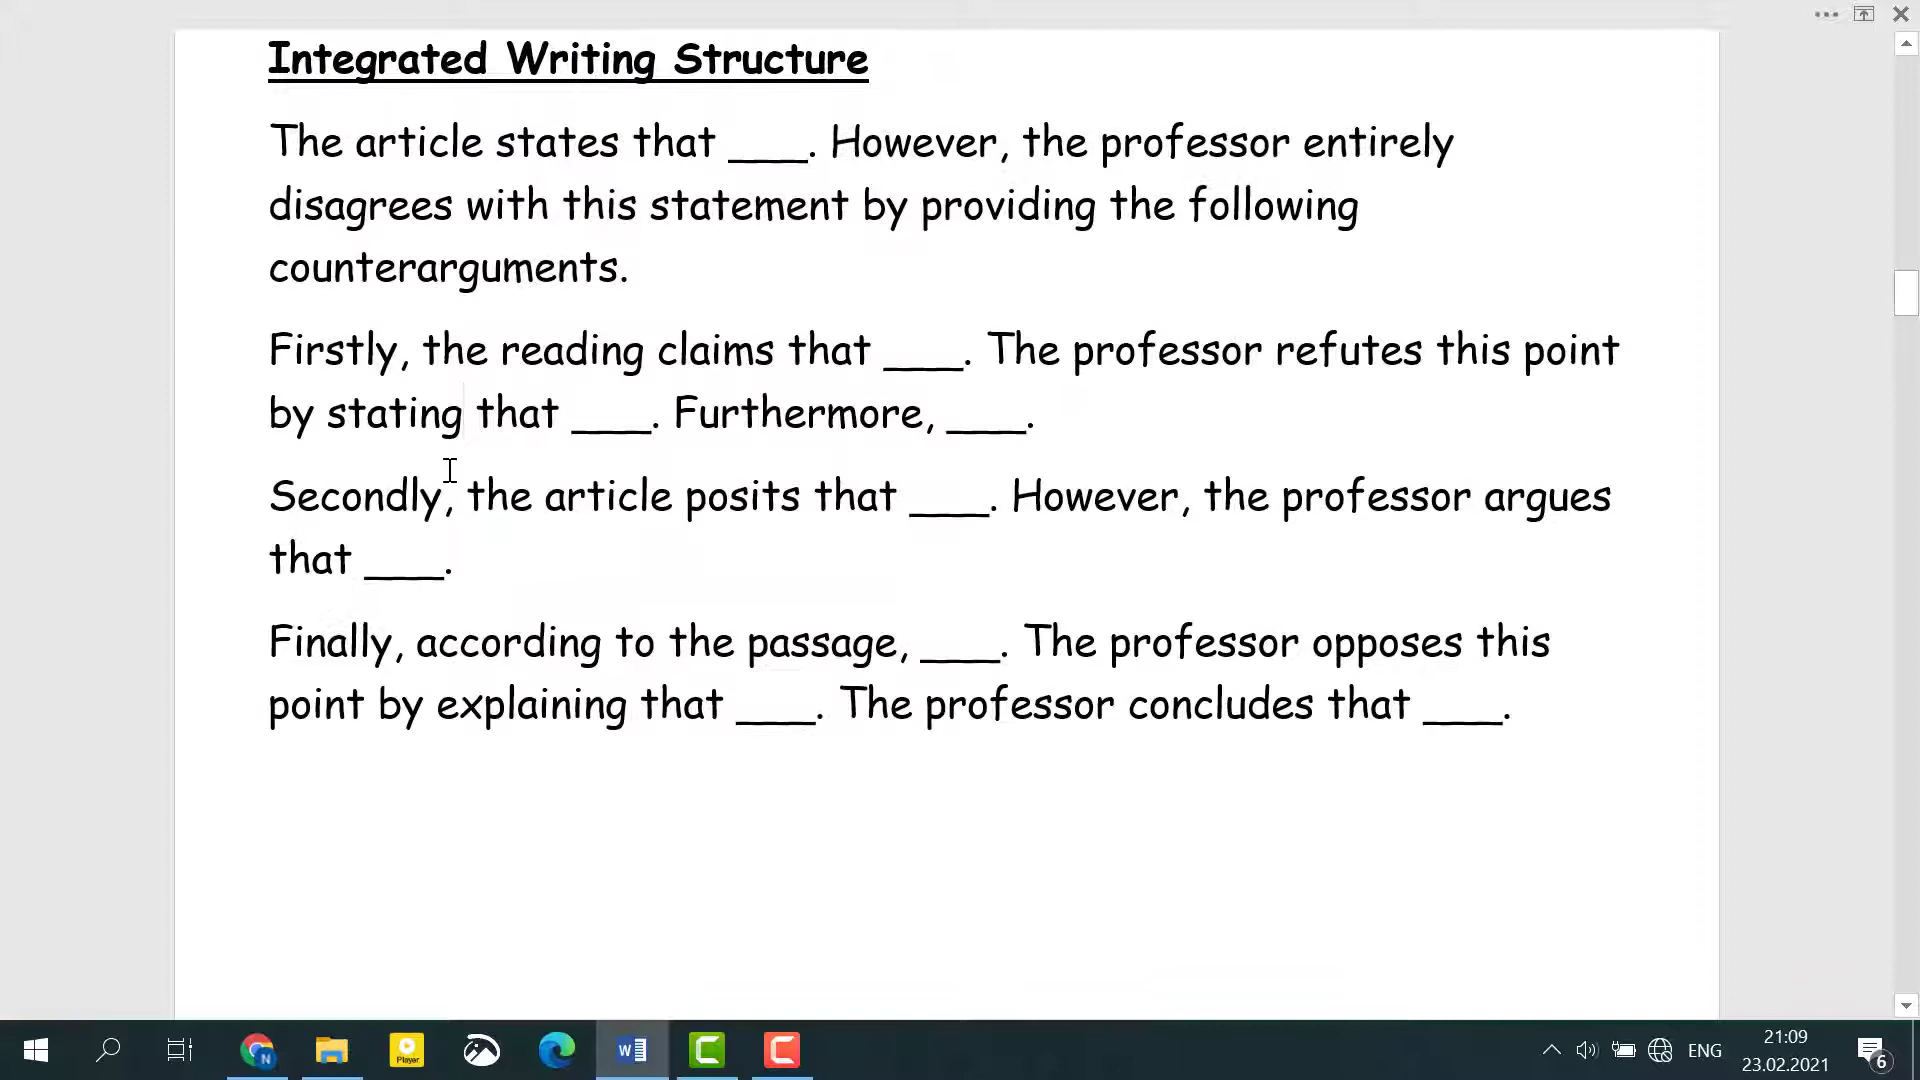 Integrated Writing Structure
The article states that ___. However, the professor entirely
disagrees with this statement by providing the following
counterarguments.
Firstly, the reading claims that ___. The professor refutes this point
by stating that ___. Furthermore, ___.
Secondly, the article posits that ___. However, the professor argues
that ___.
Finally, according to the passage, ___. The professor opposes this
point by explaining that ___. The professor concludes that ___.
N
Player
W
ENG
21:09
23.02.2021
6